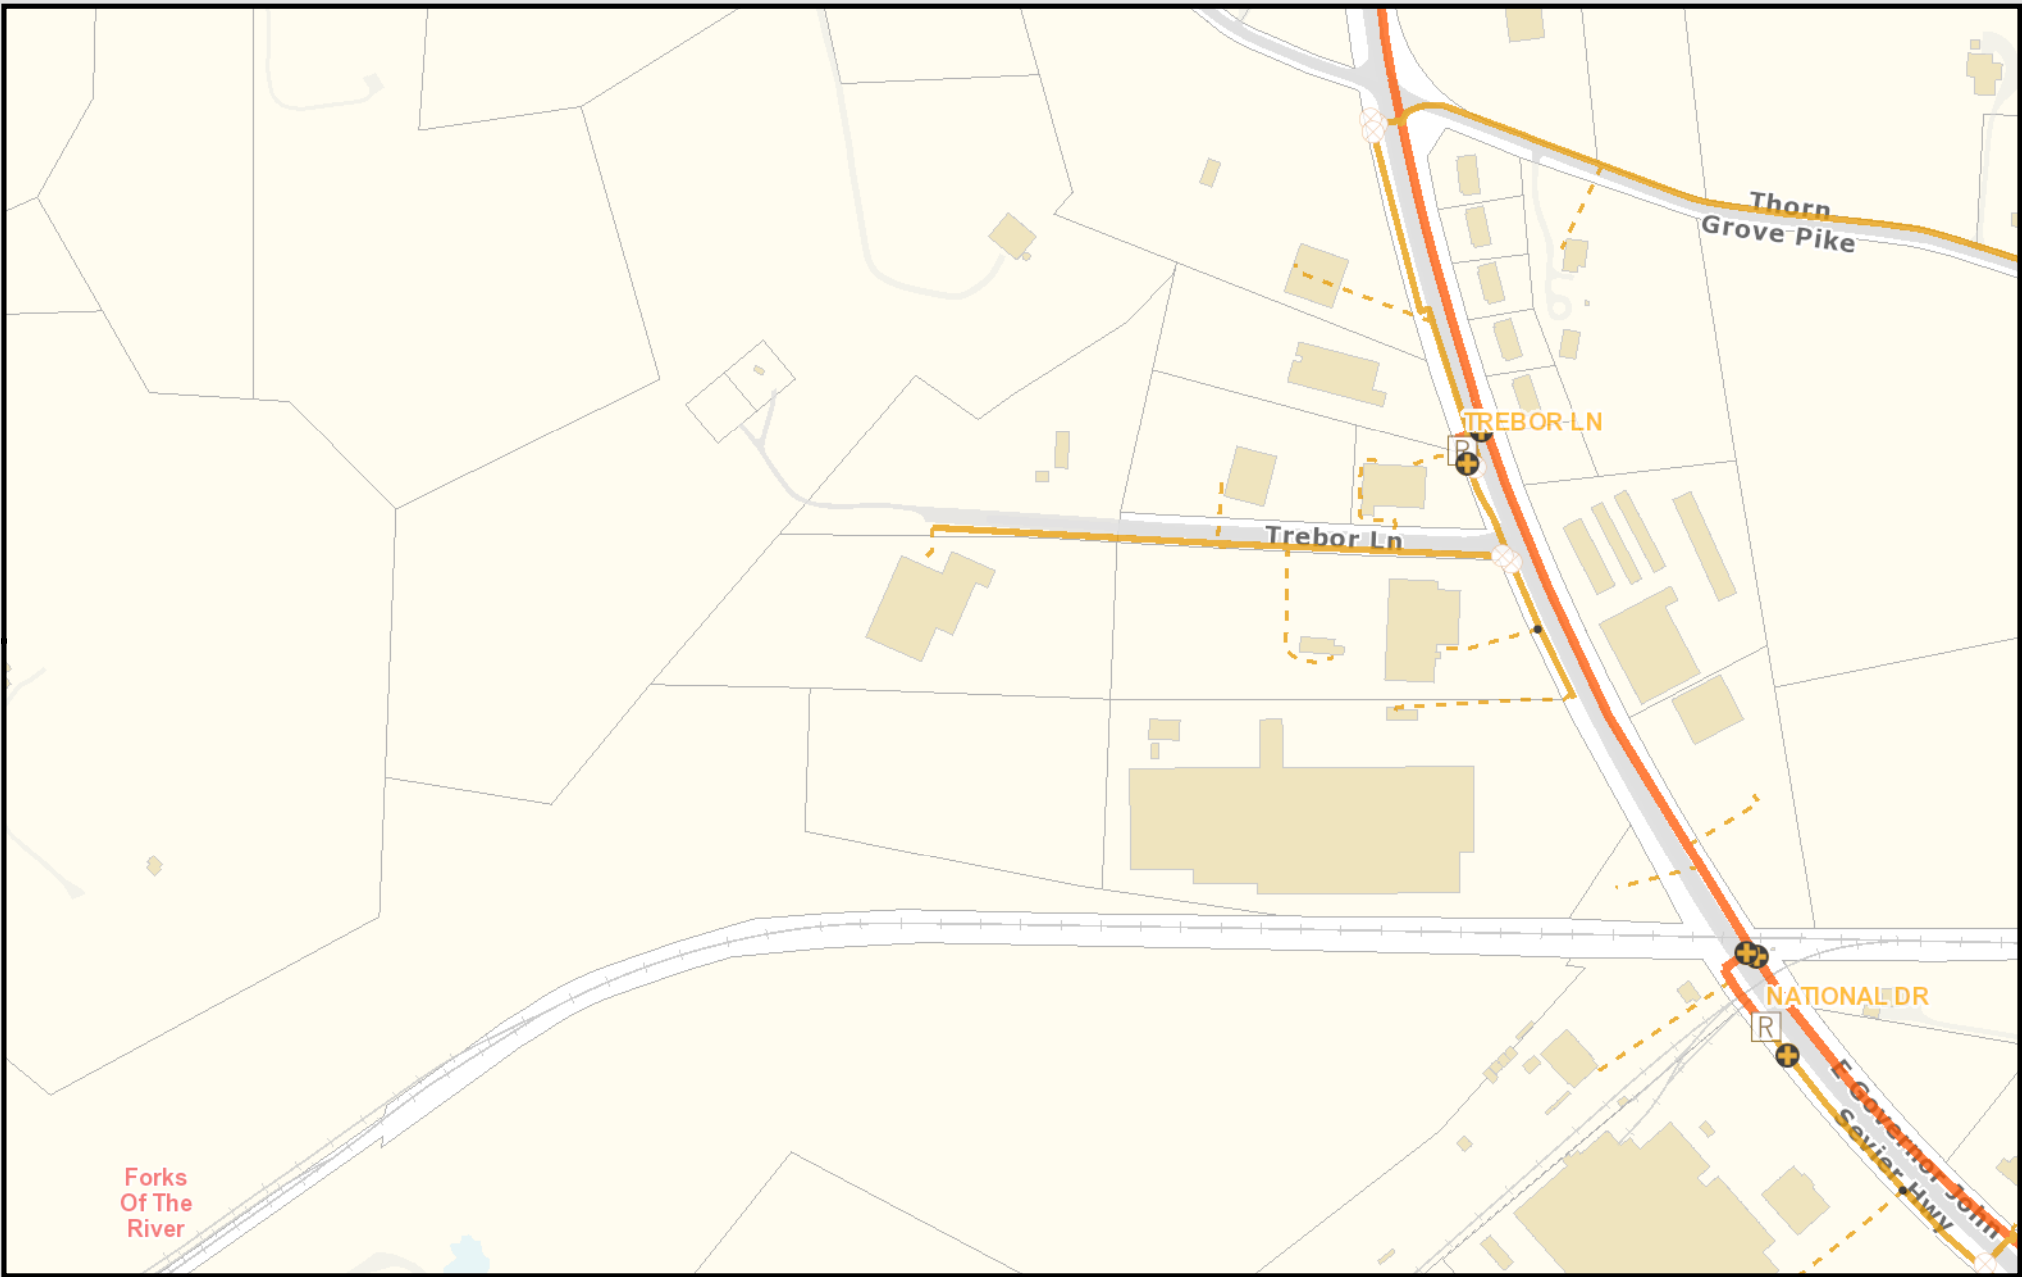 Thorn
Grove Pike
TREBOR LN
R
Trebor Ln
NATIONAL DR
R
E Governor John
Sevier Hwy
Forks
Of The
River